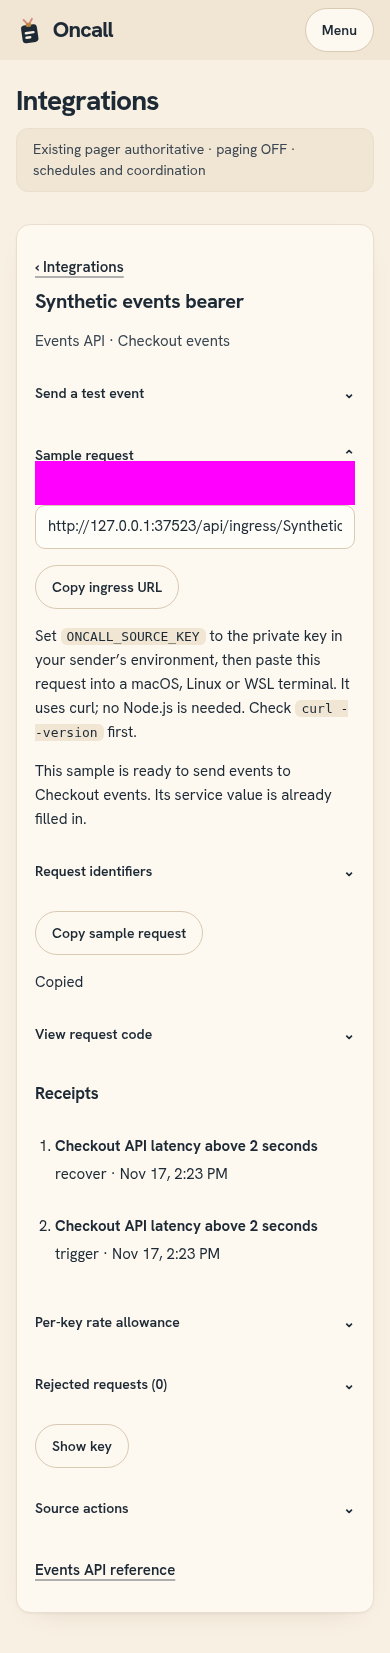 Oncall
Menu
Integrations
Existing pager authoritative · paging OFF ·
schedules and coordination
‹ Integrations
Synthetic events bearer
Events API · Checkout events
Send a test event
Sample request
http://127.0.0.1:37523/api/ingress/Synthetic
Copy ingress URL
Set ONCALL_SOURCE_KEY to the private key in
your sender’s environment, then paste this
request into a macOS, Linux or WSL terminal. It
uses curl; no Node.js is needed. Check curl -
-version first.
This sample is ready to send events to
Checkout events. Its service value is already
filled in.
Request identifiers
Copy sample request
Copied
View request code
Receipts
1. Checkout API latency above 2 seconds
recover · Nov 17, 2:23 PM
2. Checkout API latency above 2 seconds
trigger · Nov 17, 2:23 PM
Per-key rate allowance
Rejected requests (0)
Show key
Source actions
Events API reference